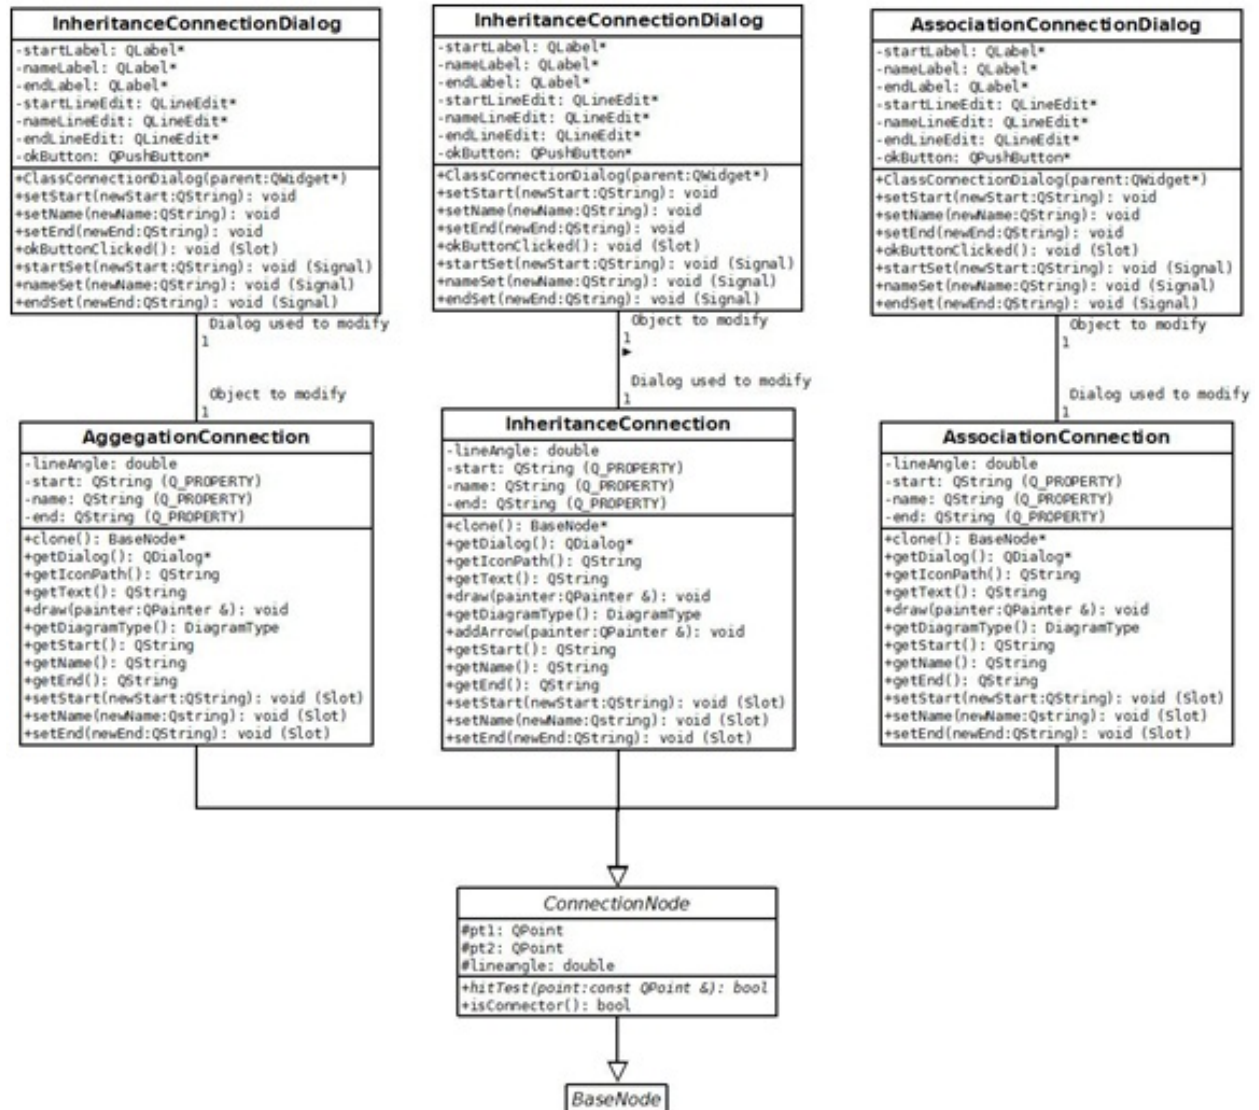 InheritanceConnectionDialog
-startLabel: QLabel*
-nameLabel: QLabel*
-endLabel: QLabel*
-startLineEdit: QLineEdit*
-nameLineEdit: QLineEdit*
-endLineEdit: QLineEdit*
-okButton: QPushButton*
+ClassConnectionDialog(parent:QWidget*)
+setStart(newStart:QString): void
+setName(newName:QString): void
+setEnd(newEnd:QString): void
+okButtonClicked(): void (Slot)
+startSet(newStart:QString): void (Signal)
+nameSet(newName:QString): void (Signal)
+endSet(newEnd:QString): void (Signal)
Dialog used to modify
1
Object to modify
1
AggegationConnection
-lineAngle: double
-start: QString (Q_PROPERTY)
-name: QString (Q_PROPERTY)
-end: QString (Q_PROPERTY)
+clone(): BaseNode*
+getDialog(): QDialog*
+getIconPath(): QString
+getText(): QString
+draw(painter:QPainter &): void
+getDiagramType(): DiagramType
+getStart(): QString
+getName(): QString
+getEnd(): QString
+setStart(newStart:QString): void (Slot)
+setName(newName:Qstring): void (Slot)
+setEnd(newEnd:QString): void (Slot)
InheritanceConnectionDialog
-startLabel: QLabel*
-nameLabel: QLabel*
-endLabel: QLabel*
-startLineEdit: QLineEdit*
-nameLineEdit: QLineEdit*
-endLineEdit: QLineEdit*
-okButton: QPushButton*
+ClassConnectionDialog(parent:QWidget*)
+setStart(newStart:QString): void
+setName(newName:QString): void
+setEnd(newEnd:QString): void
+okButtonClicked(): void (Slot)
+startSet(newStart:QString): void (Signal)
+nameSet(newName:QString): void (Signal)
+endSet(newEnd:QString): void (Signal)
Object to modify
1
Dialog used to modify
1
InheritanceConnection
-lineAngle: double
-start: QString (Q_PROPERTY)
-name: QString (Q_PROPERTY)
-end: QString (Q_PROPERTY)
+clone(): BaseNode*
+getDialog(): QDialog*
+getIconPath(): QString
+getText(): QString
+draw(painter:QPainter &): void
+getDiagramType(): DiagramType
+addArrow(painter:QPainter &): void
+getStart(): QString
+getName(): QString
+getEnd(): QString
+setStart(newStart:QString): void (Slot)
+setName(newName:Qstring): void (Slot)
+setEnd(newEnd:QString): void (Slot)
AssociationConnectionDialog
-startLabel: QLabel*
-nameLabel: QLabel*
-endLabel: QLabel*
-startLineEdit: QLineEdit*
-nameLineEdit: QLineEdit*
-endLineEdit: QLineEdit*
-okButton: QPushButton*
+ClassConnectionDialog(parent:QWidget*)
+setStart(newStart:QString): void
+setName(newName:QString): void
+setEnd(newEnd:QString): void
+okButtonClicked(): void (Slot)
+startSet(newStart:QString): void (Signal)
+nameSet(newName:QString): void (Signal)
+endSet(newEnd:QString): void (Signal)
Object to modify
1
Dialog used to modify
1
AssociationConnection
-lineAngle: double
-start: QString (Q_PROPERTY)
-name: QString (Q_PROPERTY)
-end: QString (Q_PROPERTY)
+clone(): BaseNode*
+getDialog(): QDialog*
+getIconPath(): QString
+getText(): QString
+draw(painter:QPainter &): void
+getDiagramType(): DiagramType
+getStart(): QString
+getName(): QString
+getEnd(): QString
+setStart(newStart:QString): void (Slot)
+setName(newName:Qstring): void (Slot)
+setEnd(newEnd:QString): void (Slot)
ConnectionNode
#pt1: QPoint
#pt2: QPoint
#lineangle: double
+hitTest(point:const QPoint &): bool
+isConnector(): bool
BaseNode